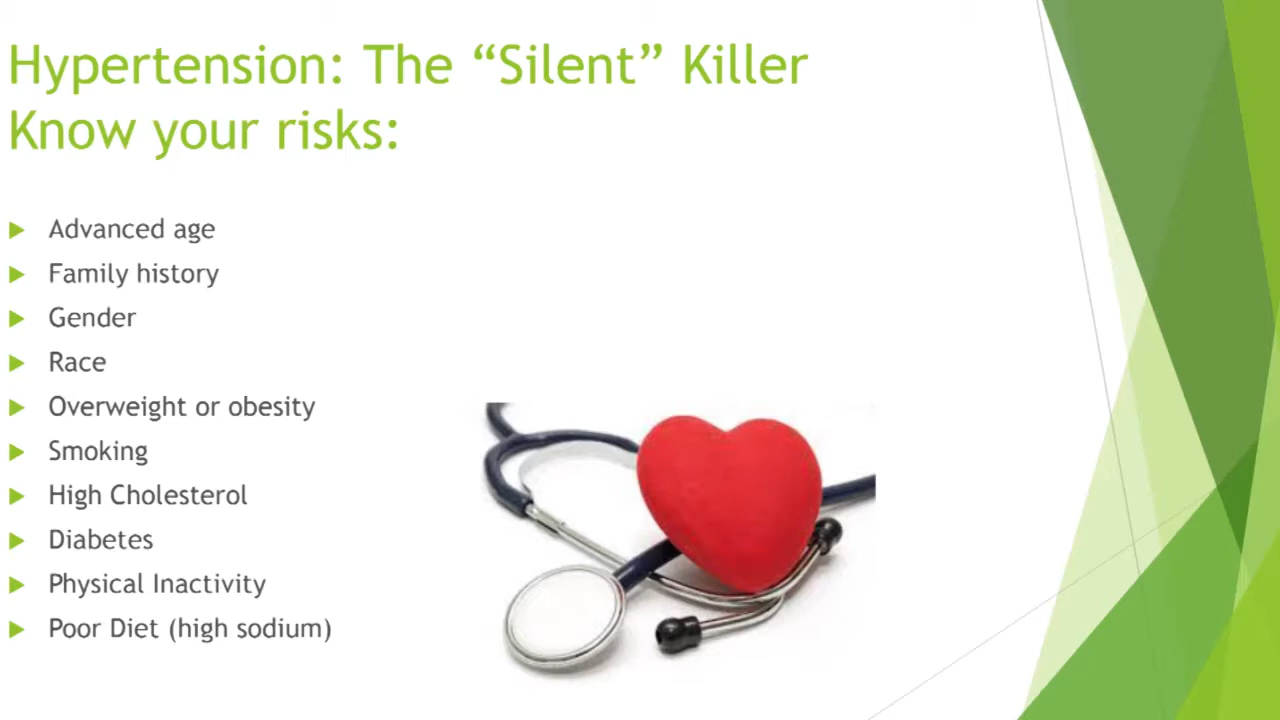 Hypertension: The “Silent” Killer
Know your risks:
Advanced age
Family history
Gender
Race
Overweight or obesity
Smoking
High Cholesterol
Diabetes
Physical Inactivity
Poor Diet (high sodium)